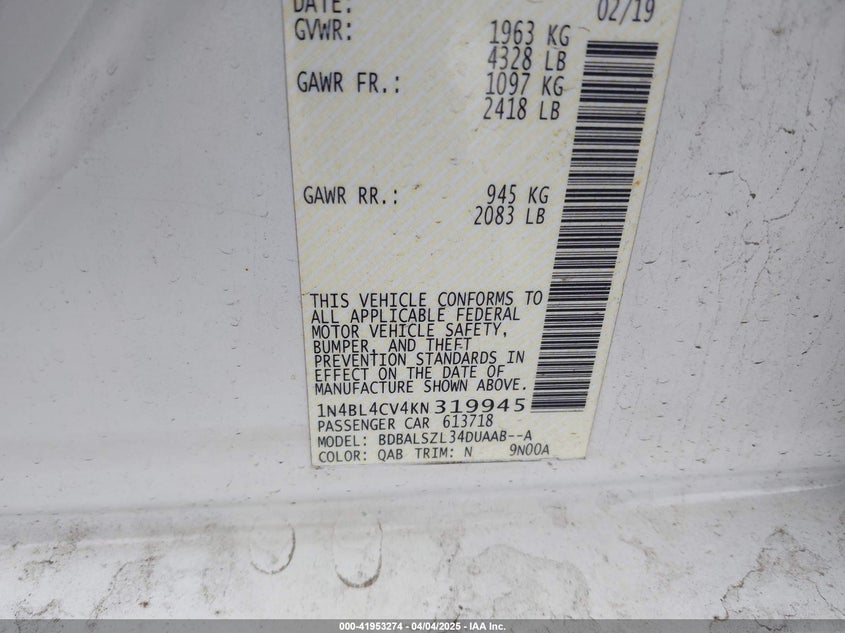 DATE: 02/19
GVWR: 1963 KG
4328 LB
GAWR FR.: 1097 KG
2418 LB
GAWR RR.: 945 KG
2083 LB
THIS VEHICLE CONFORMS TO
ALL APPLICABLE FEDERAL
MOTOR VEHICLE SAFETY,
BUMPER, AND THEFT
PREVENTION STANDARDS IN
EFFECT ON THE DATE OF
MANUFACTURE SHOWN ABOVE.
1N4BL4CV4KN319945
PASSENGER CAR 613718
MODEL: BDBALSZL34DUAAB--A
COLOR: QAB TRIM: N 9N00A
000-41953274 - 04/04/2025 - IAA Inc.